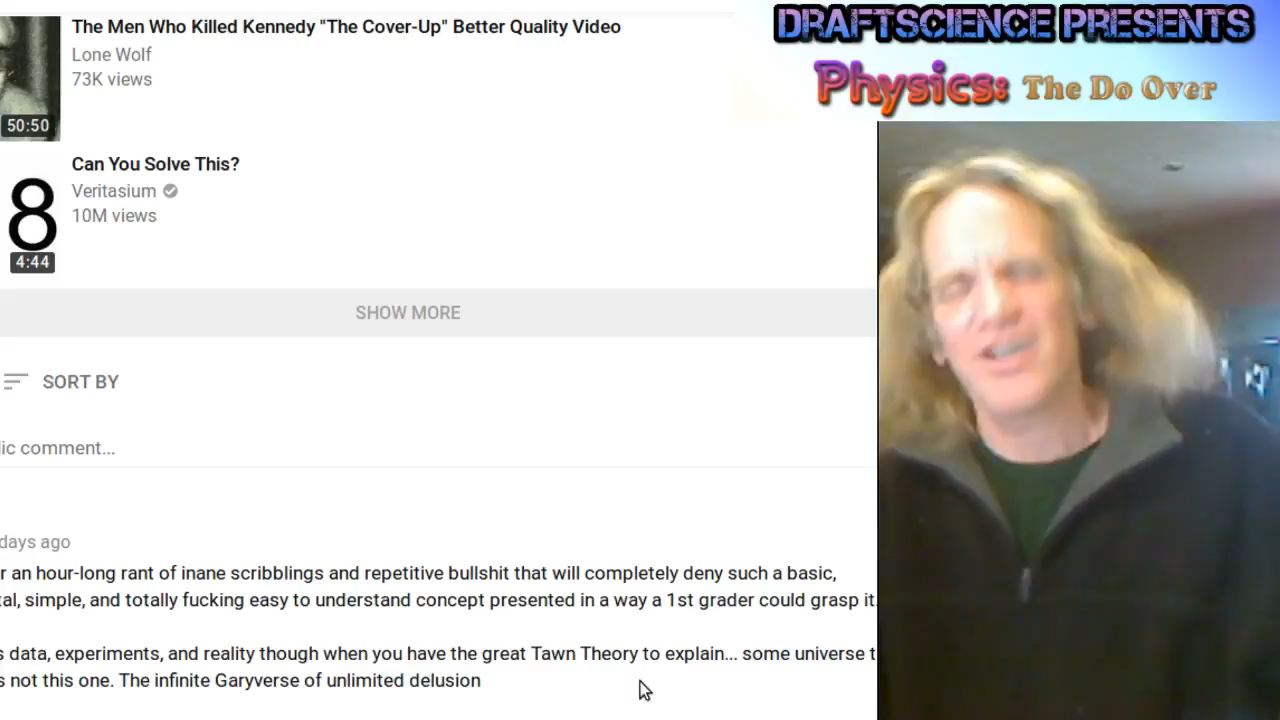 DRAFTSCIENCE PRESENTS
Physics: The Do Over
The Men Who Killed Kennedy "The Cover-Up" Better Quality Video
Lone Wolf
73K views
50:50
Can You Solve This?
Veritasium
10M views
8
4:44
SHOW MORE
SORT BY
lic comment...
days ago
r an hour-long rant of inane scribblings and repetitive bullshit that will completely deny such a basic,
tal, simple, and totally fucking easy to understand concept presented in a way a 1st grader could grasp it.
s data, experiments, and reality though when you have the great Tawn Theory to explain... some universe t
s not this one. The infinite Garyverse of unlimited delusion